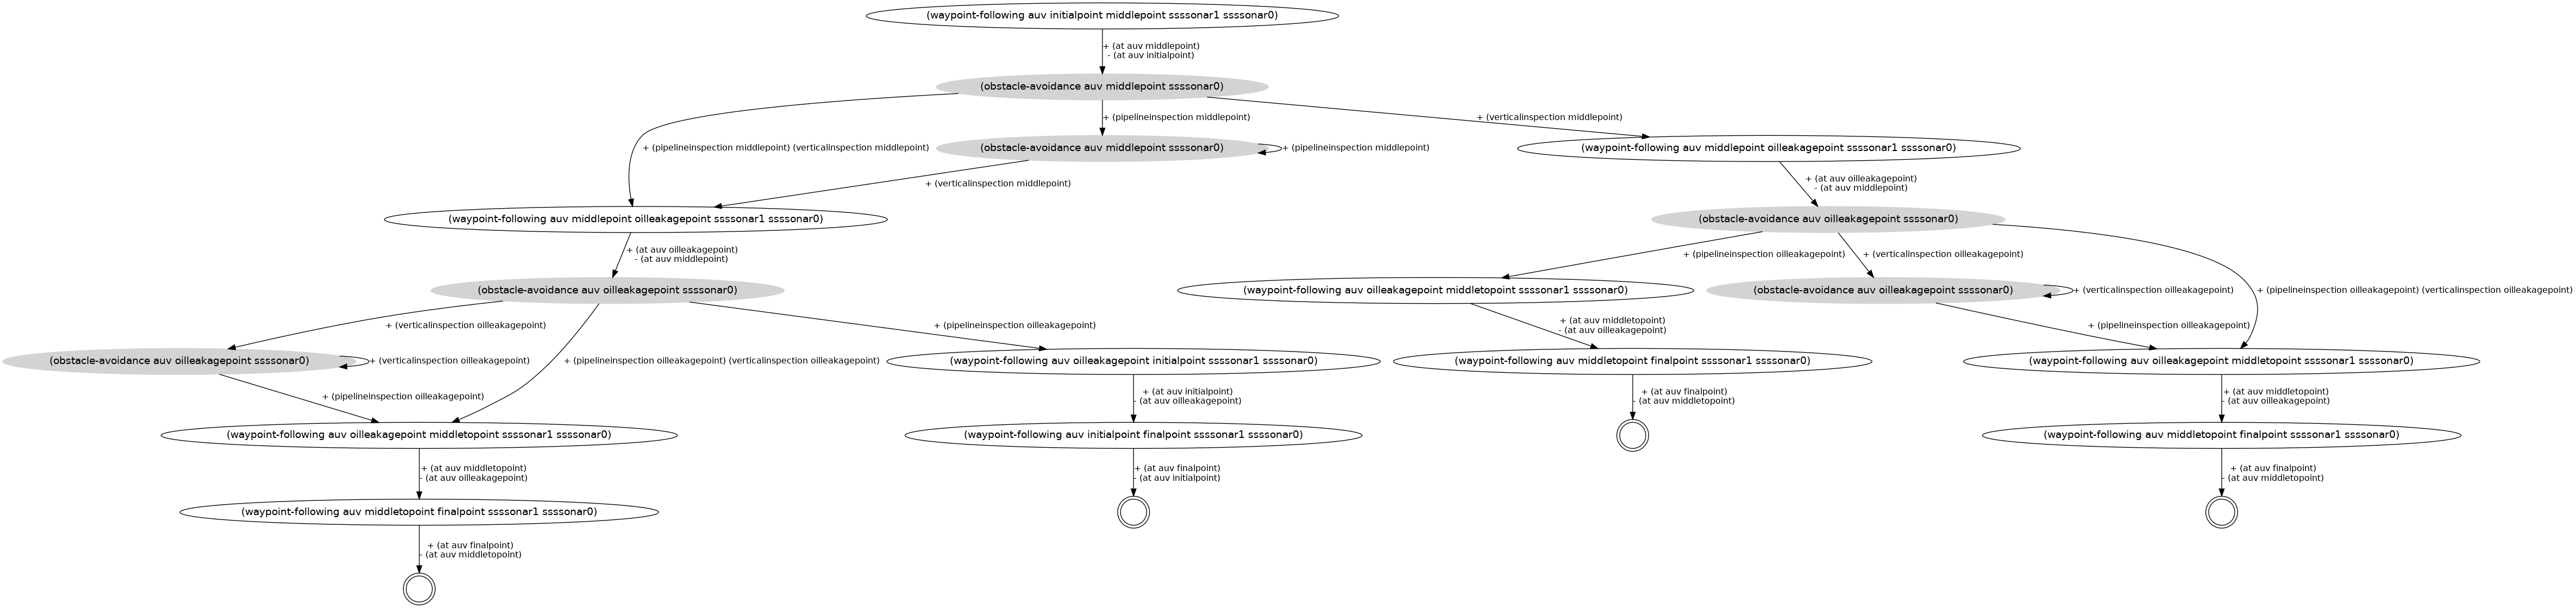 (waypoint-following auv initialpoint middlepoint ssssonar1 ssssonar0)
+ (at auv middlepoint)
- (at auv initialpoint)
(obstacle-avoidance auv middlepoint ssssonar0)
+ (pipelineinspection middlepoint)
+ (verticalinspection middlepoint)
+ (pipelineinspection middlepoint) (verticalinspection middlepoint)
(obstacle-avoidance auv middlepoint ssssonar0)
+ (pipelineinspection middlepoint)
(waypoint-following auv middlepoint oilleakagepoint ssssonar1 ssssonar0)
+ (verticalinspection middlepoint)
+ (at auv oilleakagepoint)
- (at auv middlepoint)
(waypoint-following auv middlepoint oilleakagepoint ssssonar1 ssssonar0)
(obstacle-avoidance auv oilleakagepoint ssssonar0)
+ (at auv oilleakagepoint)
- (at auv middlepoint)
+ (pipelineinspection oilleakagepoint)
+ (verticalinspection oilleakagepoint)
(obstacle-avoidance auv oilleakagepoint ssssonar0)
(waypoint-following auv oilleakagepoint middletopoint ssssonar1 ssssonar0)
(obstacle-avoidance auv oilleakagepoint ssssonar0)
+ (verticalinspection oilleakagepoint)
+ (pipelineinspection oilleakagepoint) (verticalinspection oilleakagepoint)
+ (verticalinspection oilleakagepoint)
+ (pipelineinspection oilleakagepoint)
+ (at auv middletopoint)
- (at auv oilleakagepoint)
+ (pipelineinspection oilleakagepoint)
(obstacle-avoidance auv oilleakagepoint ssssonar0)
+ (verticalinspection oilleakagepoint)
+ (pipelineinspection oilleakagepoint) (verticalinspection oilleakagepoint)
(waypoint-following auv oilleakagepoint initialpoint ssssonar1 ssssonar0)
(waypoint-following auv middletopoint finalpoint ssssonar1 ssssonar0)
(waypoint-following auv oilleakagepoint middletopoint ssssonar1 ssssonar0)
+ (pipelineinspection oilleakagepoint)
+ (at auv initialpoint)
- (at auv oilleakagepoint)
+ (at auv finalpoint)
- (at auv middletopoint)
+ (at auv middletopoint)
- (at auv oilleakagepoint)
(waypoint-following auv oilleakagepoint middletopoint ssssonar1 ssssonar0)
(waypoint-following auv initialpoint finalpoint ssssonar1 ssssonar0)
(waypoint-following auv middletopoint finalpoint ssssonar1 ssssonar0)
+ (at auv middletopoint)
- (at auv oilleakagepoint)
+ (at auv finalpoint)
- (at auv initialpoint)
+ (at auv finalpoint)
- (at auv middletopoint)
(waypoint-following auv middletopoint finalpoint ssssonar1 ssssonar0)
+ (at auv finalpoint)
- (at auv middletopoint)